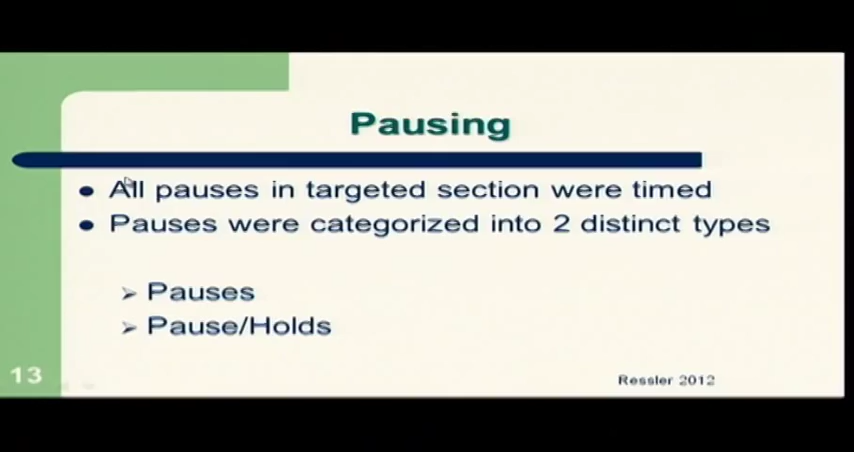 Pausing
All pauses in targeted section were timed
Pauses were categorized into 2 distinct types
Pauses
Pause/Holds
13
Ressler 2012